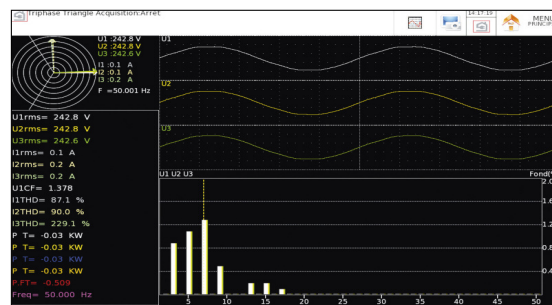 Triphase Triangle Acquisition:Arret
14:17:10
MENU
PRINCIP
U1 :242.8 V
U2 :242.8 V
U3 :242.6 V
I1 :0.1 A
I2 :0.1 A
I3 :0.2 A
F =50.001 Hz
U1
U2
U3
U1rms= 242.8 V
U2rms= 242.8 V
U3rms= 242.6 V
I1rms= 0.1 A
I2rms= 0.2 A
I3rms= 0.2 A
U1CF= 1.378
I1THD= 87.1 %
I2THD= 90.0 %
I3THD= 229.1 %
P T= -0.03 KW
P T= -0.03 KW
P T= -0.03 KW
P T= -0.03 KW
P.FT= -0.509
Freq= 50.000 Hz
U1 U2 U3
Fond(%
2.0
1.6
1.2
0.8
0.4
5 10 15 20 25 30 35 40 45 50